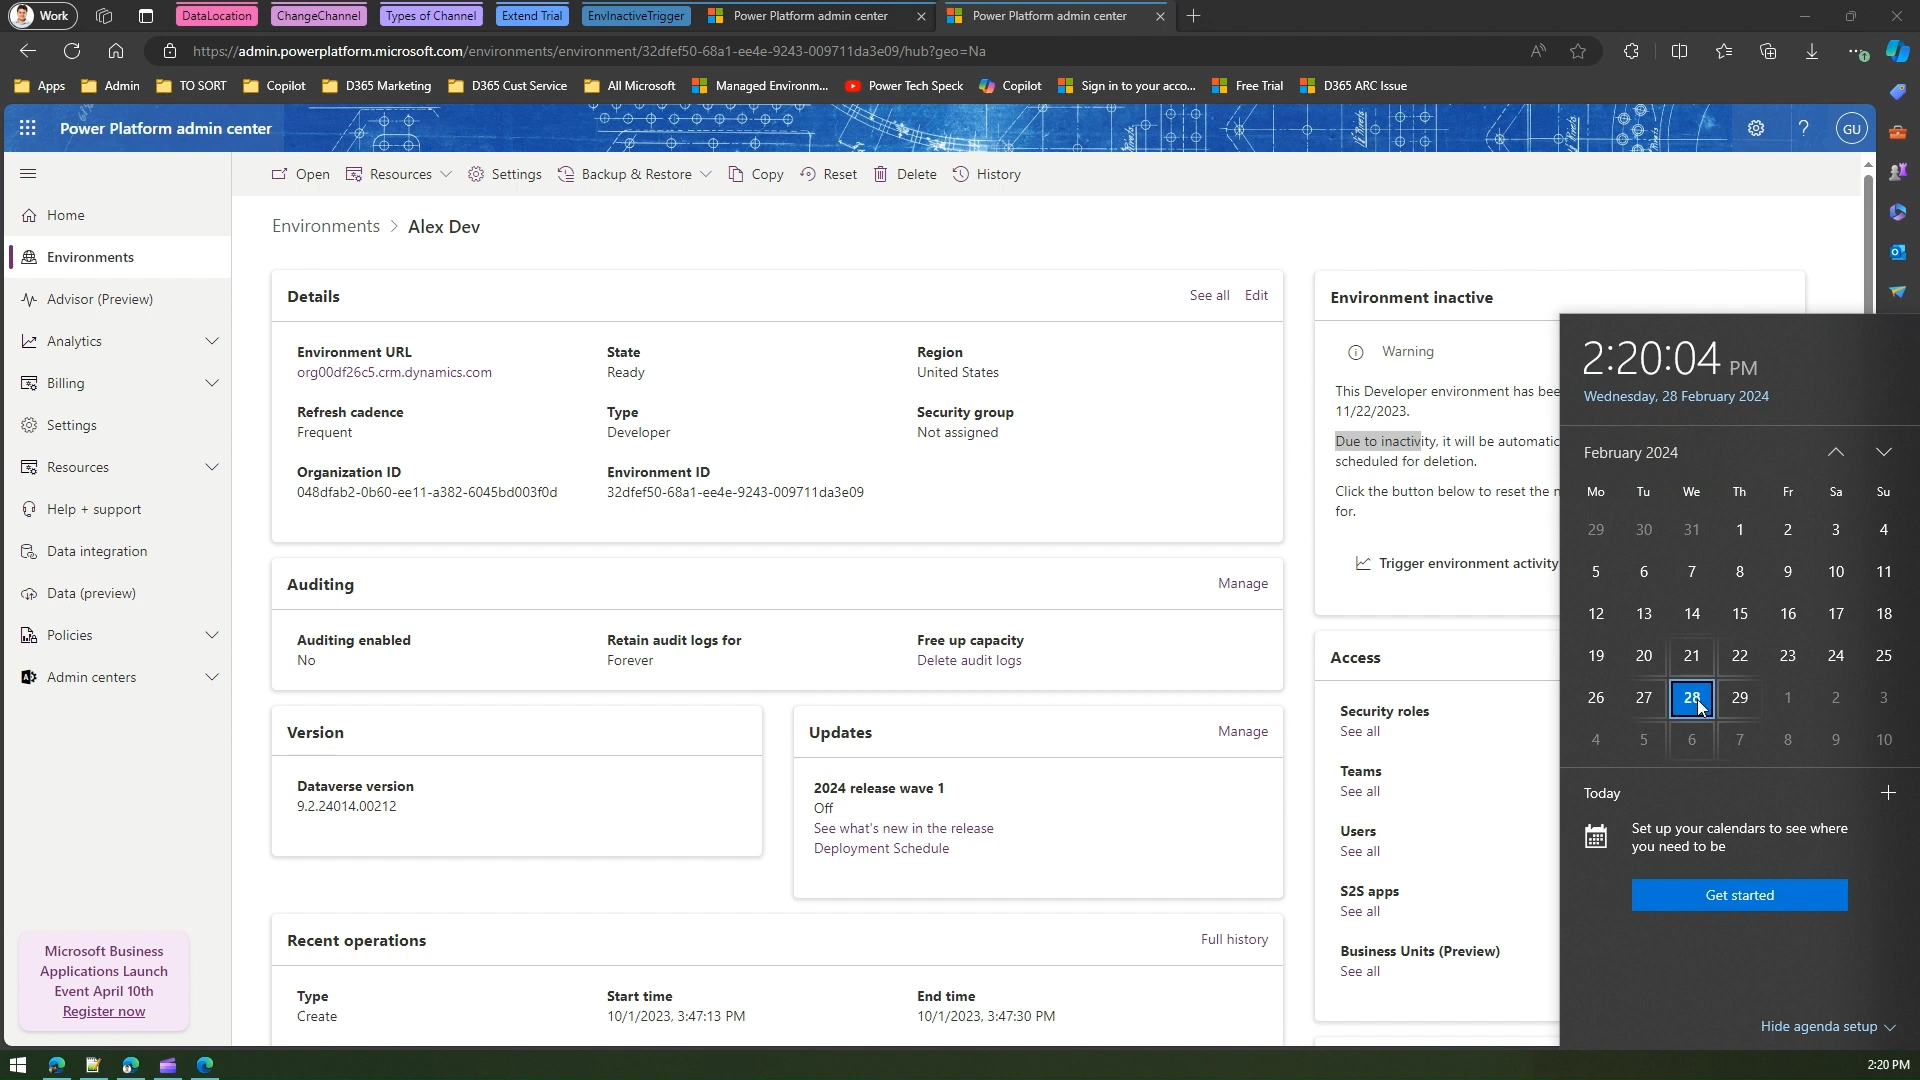 Work
DataLocation
ChangeChannel
Types of Channel
Extend Trial
EnvInactiveTrigger
Power Platform admin center
Power Platform admin center
https://admin.powerplatform.microsoft.com/environments/environment/32dfef50-68a1-ee4e-9243-009711da3e09/hub?geo=Na
Apps
Admin
TO SORT
Copilot
D365 Marketing
D365 Cust Service
All Microsoft
Managed Environm...
Power Tech Speck
Copilot
Sign in to your acco...
Free Trial
D365 ARC Issue
Power Platform admin center
?
GU
Open
Resources
Settings
Backup & Restore
Copy
Reset
Delete
History
Home
Environments
Advisor (Preview)
Analytics
Billing
Settings
Resources
Help + support
Data integration
Data (preview)
Policies
Admin centers
Microsoft Business
Applications Launch
Event April 10th
Register now
Environments > Alex Dev
Details
See all
Edit
Environment URL
org00df26c5.crm.dynamics.com
State
Ready
Region
United States
Refresh cadence
Frequent
Type
Developer
Security group
Not assigned
Organization ID
048dfab2-0b60-ee11-a382-6045bd003f0d
Environment ID
32dfef50-68a1-ee4e-9243-009711da3e09
Auditing
Manage
Auditing enabled
No
Retain audit logs for
Forever
Free up capacity
Delete audit logs
Version
Dataverse version
9.2.24014.00212
Updates
Manage
2024 release wave 1
Off
See what's new in the release
Deployment Schedule
Recent operations
Full history
Type
Create
Start time
10/1/2023, 3:47:13 PM
End time
10/1/2023, 3:47:30 PM
Environment inactive
Warning
This Developer environment has bee
11/22/2023.
Due to inactivity, it will be automatic
scheduled for deletion.
Click the button below to reset the n
for.
Trigger environment activity
Access
Security roles
See all
Teams
See all
Users
See all
S2S apps
See all
Business Units (Preview)
See all
2:20:04 PM
Wednesday, 28 February 2024
February 2024
Mo Tu We Th Fr Sa Su
29 30 31 1 2 3 4
5 6 7 8 9 10 11
12 13 14 15 16 17 18
19 20 21 22 23 24 25
26 27 28 29 1 2 3
4 5 6 7 8 9 10
Today
Set up your calendars to see where
you need to be
Get started
Hide agenda setup
2:20 PM